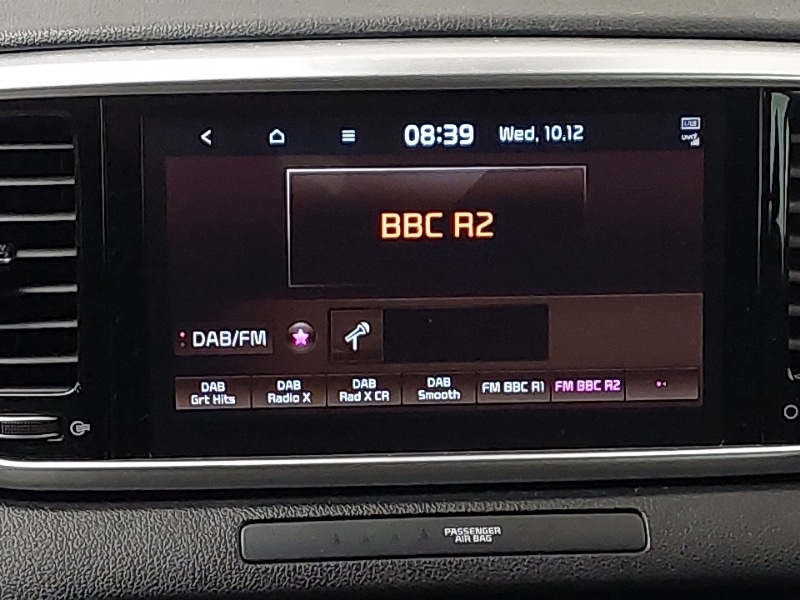 08:39 Wed, 10.12
BBC R2
DAB/FM
DAB
Grt Hits
DAB
Radio X
DAB
Rad X CR
DAB
Smooth
FM BBC R1
FM BBC R2
PASSENGER
AIR BAG